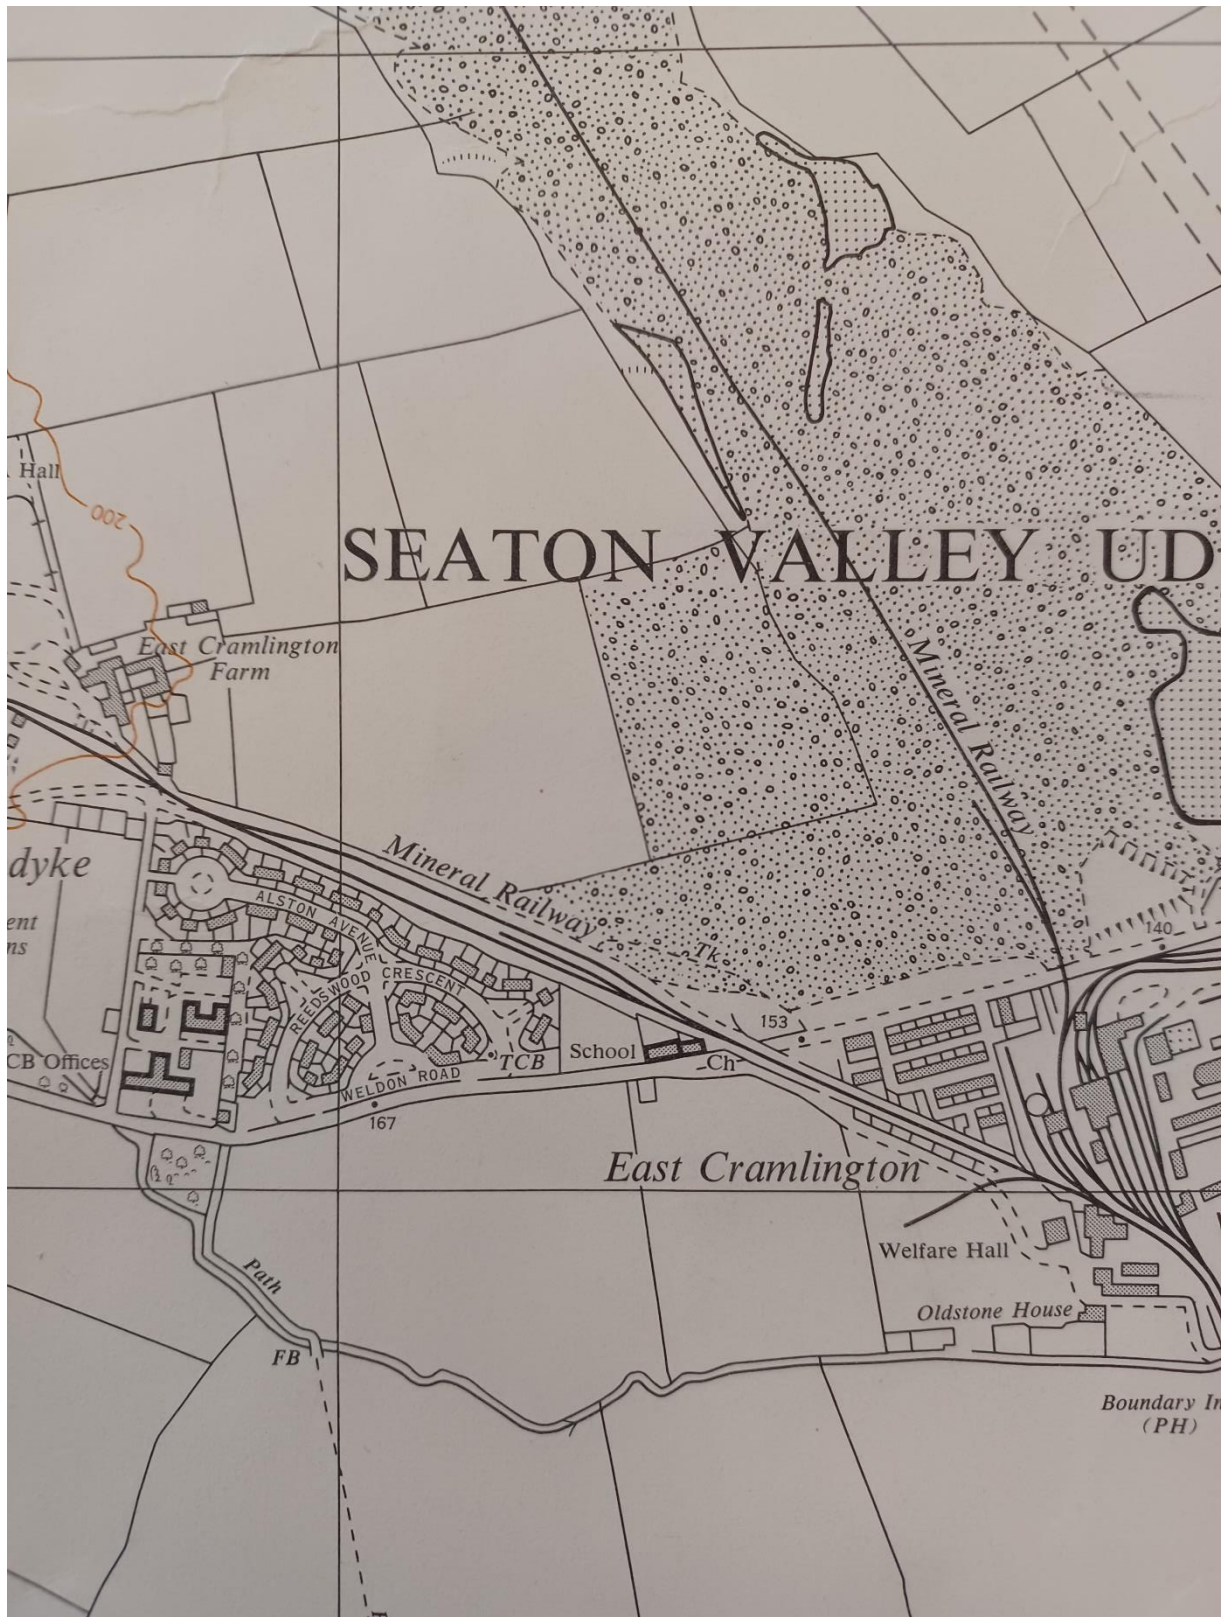 Hall
200
SEATON VALLEY UD
East Cramlington
Farm
Mineral Railway
dyke
Mineral Railway
ALSTON AVENUE
ent
ns
REEDSWOOD CRESCENT
Tk
140
153
CB Offices
TCB
School
Ch
WELDON ROAD
167
East Cramlington
Welfare Hall
Path
Oldstone House
FB
Boundary In
(PH)